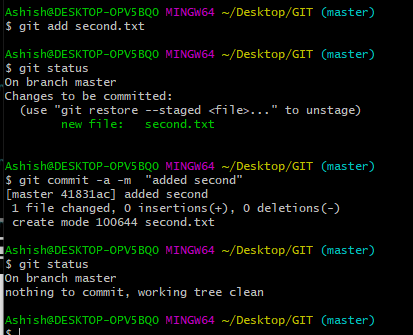 Ashish@DESKTOP-OPV5BQO MINGW64 ~/Desktop/GIT (master)
$ git add second.txt
Ashish@DESKTOP-OPV5BQO MINGW64 ~/Desktop/GIT (master)
$ git status
On branch master
Changes to be committed:
  (use "git restore --staged <file>..." to unstage)
        new file:   second.txt
Ashish@DESKTOP-OPV5BQO MINGW64 ~/Desktop/GIT (master)
$ git commit -a -m  "added second"
[master 41831ac] added second
 1 file changed, 0 insertions(+), 0 deletions(-)
 create mode 100644 second.txt
Ashish@DESKTOP-OPV5BQO MINGW64 ~/Desktop/GIT (master)
$ git status
On branch master
nothing to commit, working tree clean
Ashish@DESKTOP-OPV5BQO MINGW64 ~/Desktop/GIT (master)
$